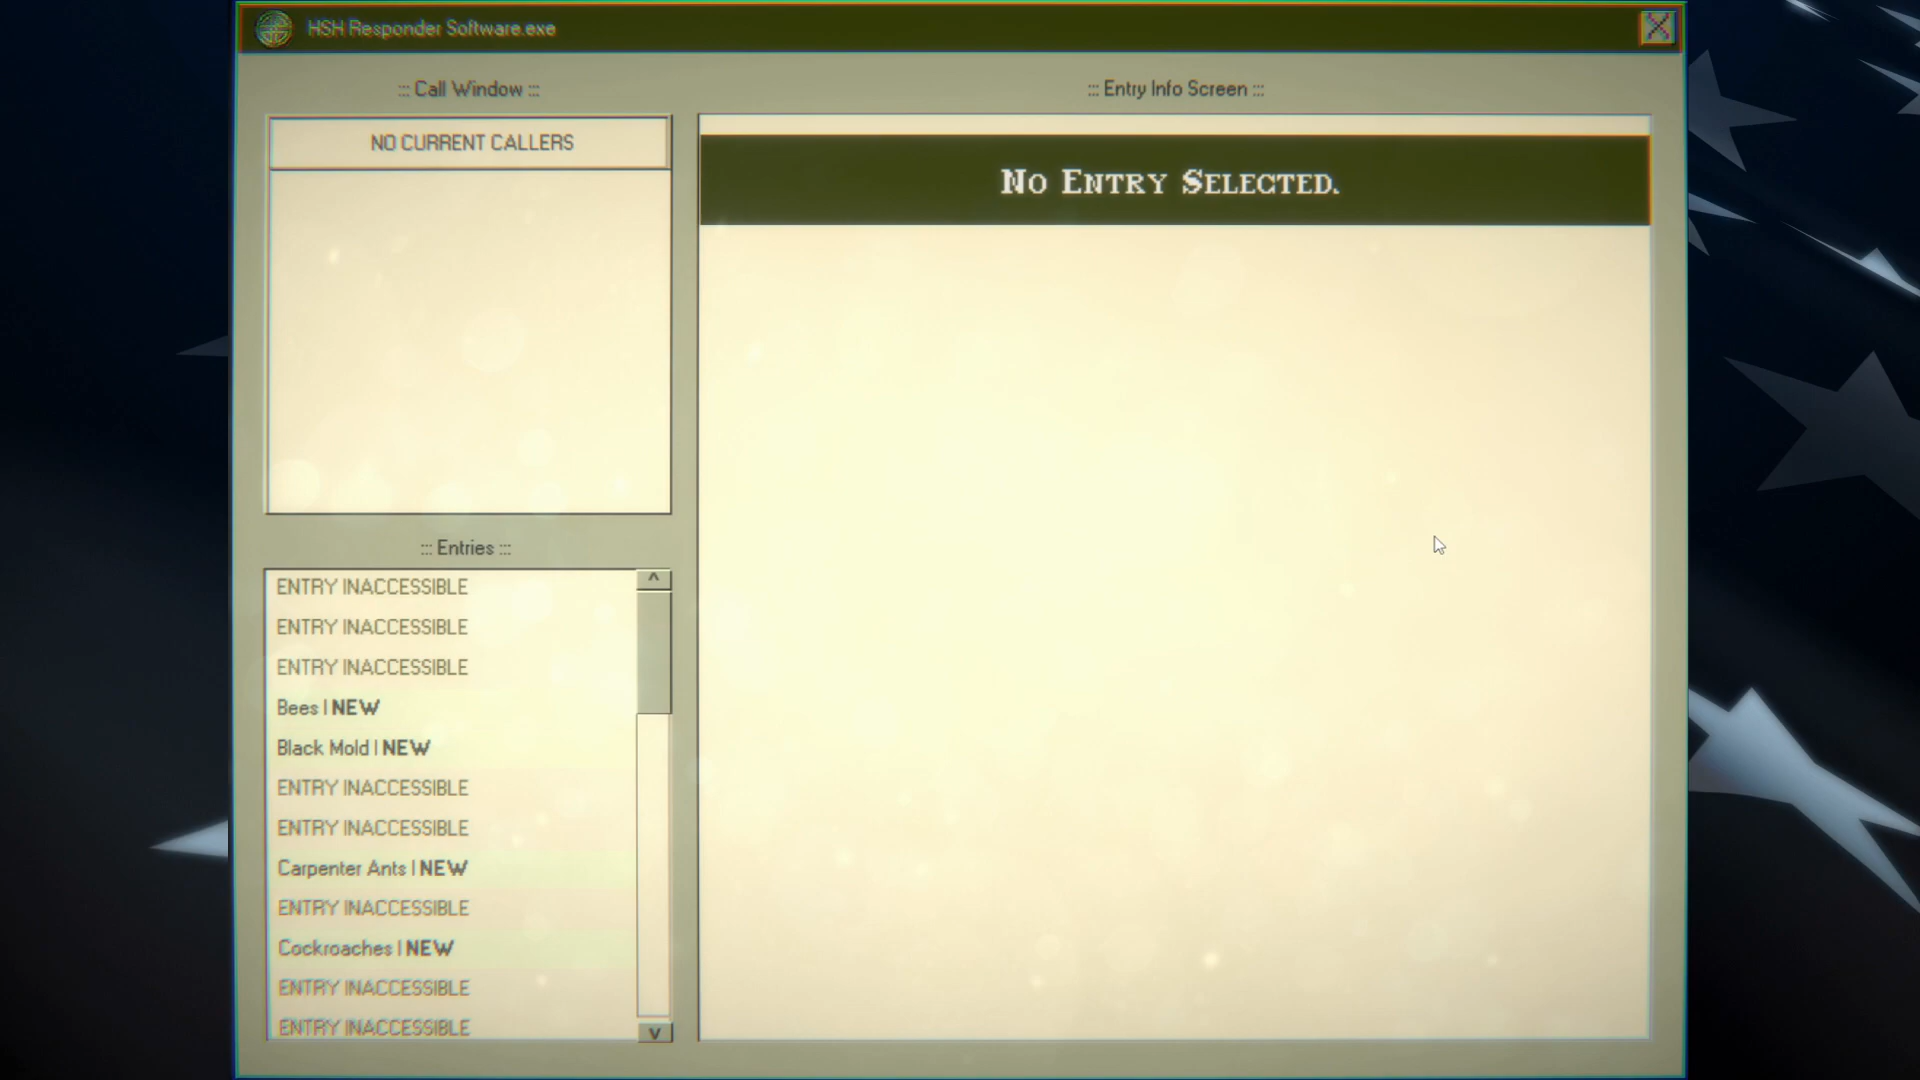 HSH Responder Software.exe
::: Call Window :::
NO CURRENT CALLERS
::: Entries :::
ENTRY INACCESSIBLE
ENTRY INACCESSIBLE
ENTRY INACCESSIBLE
Bees | NEW
Black Mold | NEW
ENTRY INACCESSIBLE
ENTRY INACCESSIBLE
Carpenter Ants | NEW
ENTRY INACCESSIBLE
Cockroaches | NEW
ENTRY INACCESSIBLE
ENTRY INACCESSIBLE
::: Entry Info Screen :::
No Entry Selected.